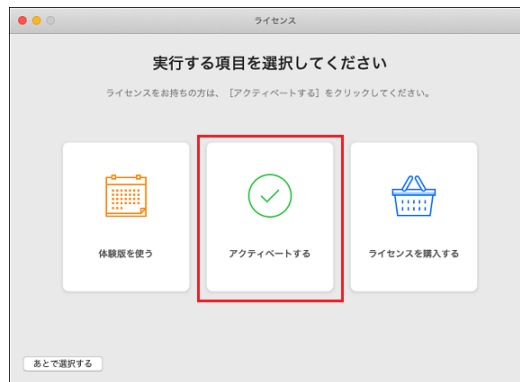 ライセンス
実行する項目を選択してください
ライセンスをお持ちの方は、［アクティベートする］をクリックしてください。
体験版を使う
アクティベートする
ライセンスを購入する
あとで選択する